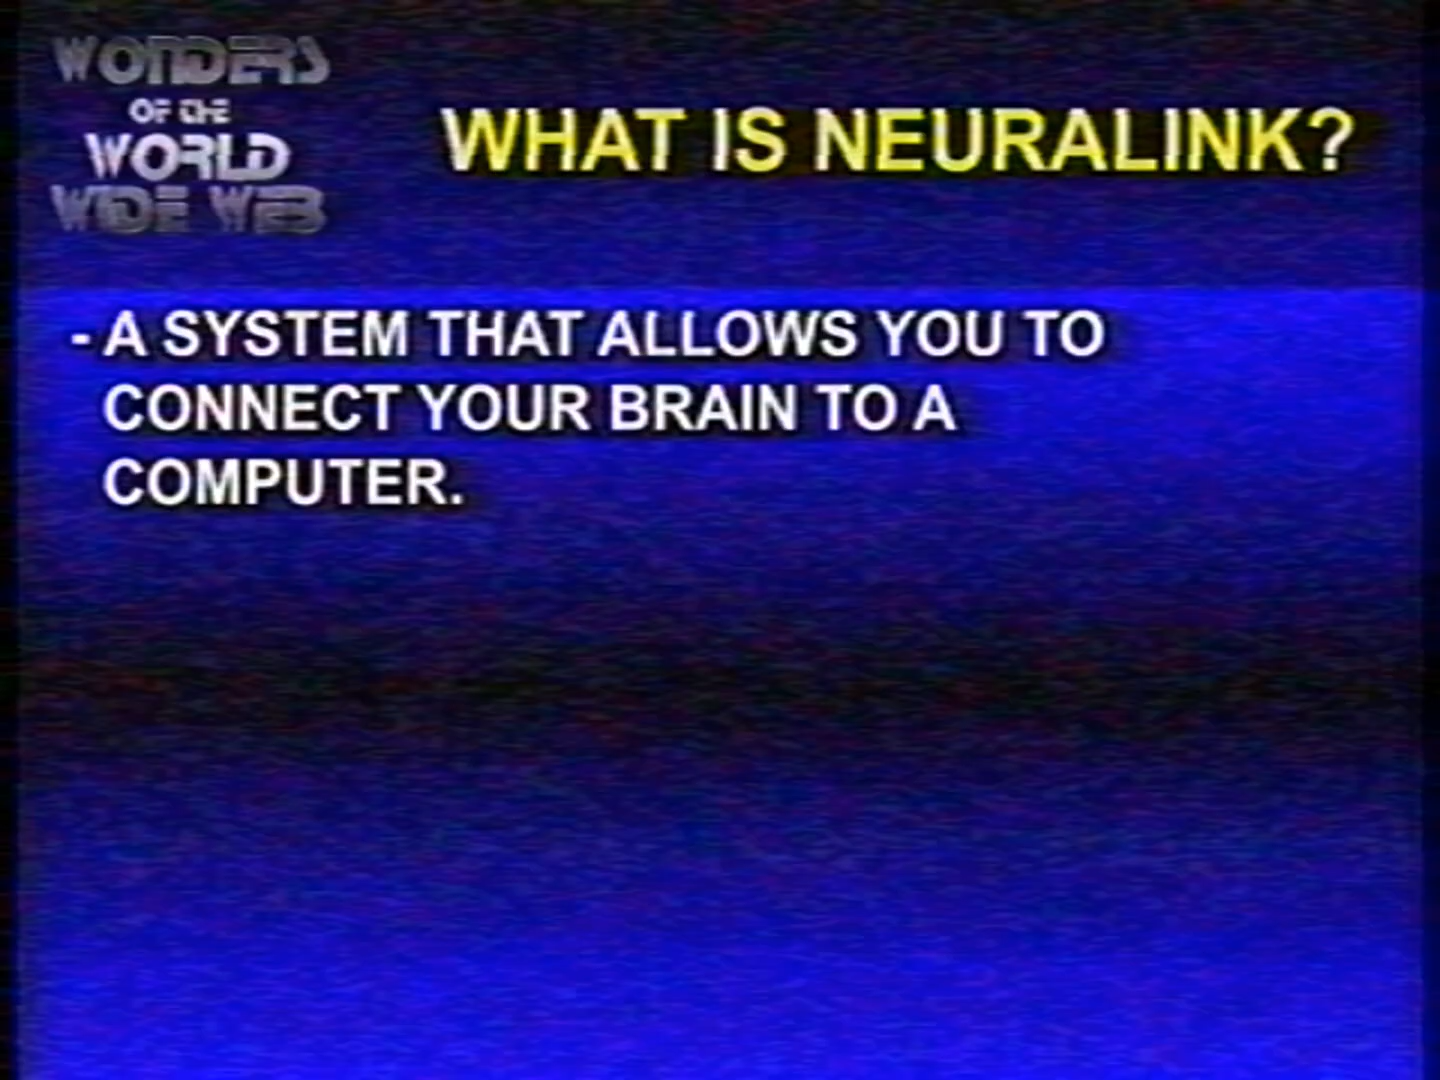 WONDERS
OF THE
WORLD
WIDE WEB
WHAT IS NEURALINK?
- A SYSTEM THAT ALLOWS YOU TO
CONNECT YOUR BRAIN TO A
COMPUTER.